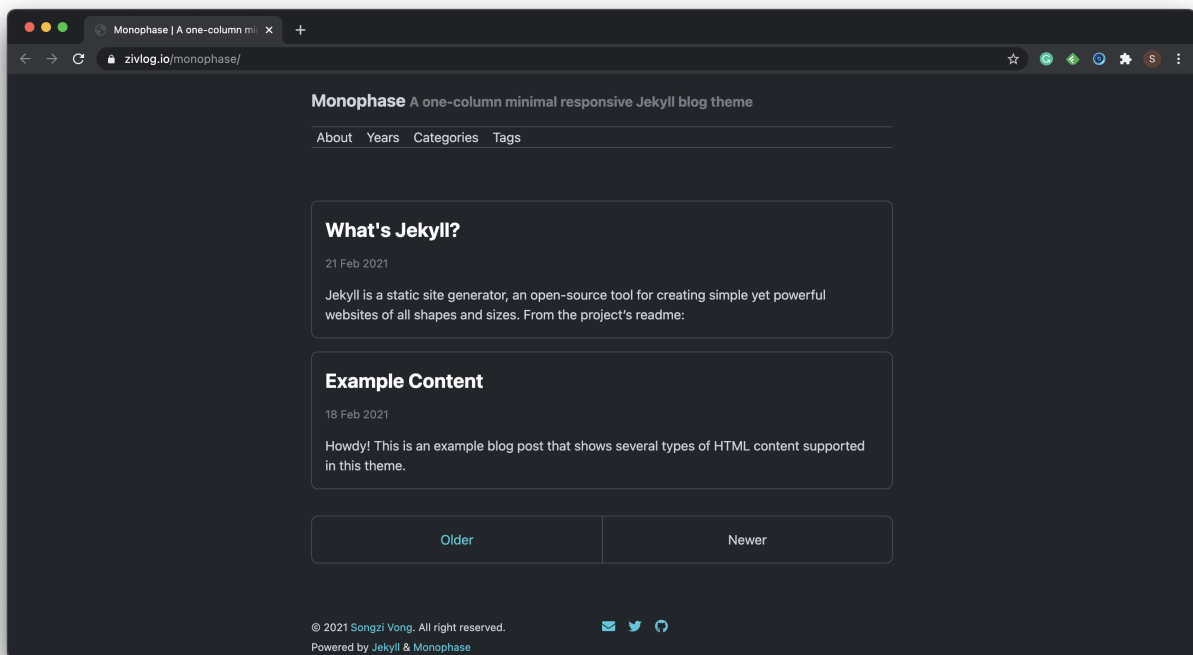 Monophase | A one-column mi
zivlog.io/monophase/
S
Monophase A one-column minimal responsive Jekyll blog theme
About Years Categories Tags
What's Jekyll?
21 Feb 2021
Jekyll is a static site generator, an open-source tool for creating simple yet powerful
websites of all shapes and sizes. From the project’s readme:
Example Content
18 Feb 2021
Howdy! This is an example blog post that shows several types of HTML content supported
in this theme.
Older Newer
© 2021 Songzi Vong. All right reserved.
Powered by Jekyll & Monophase